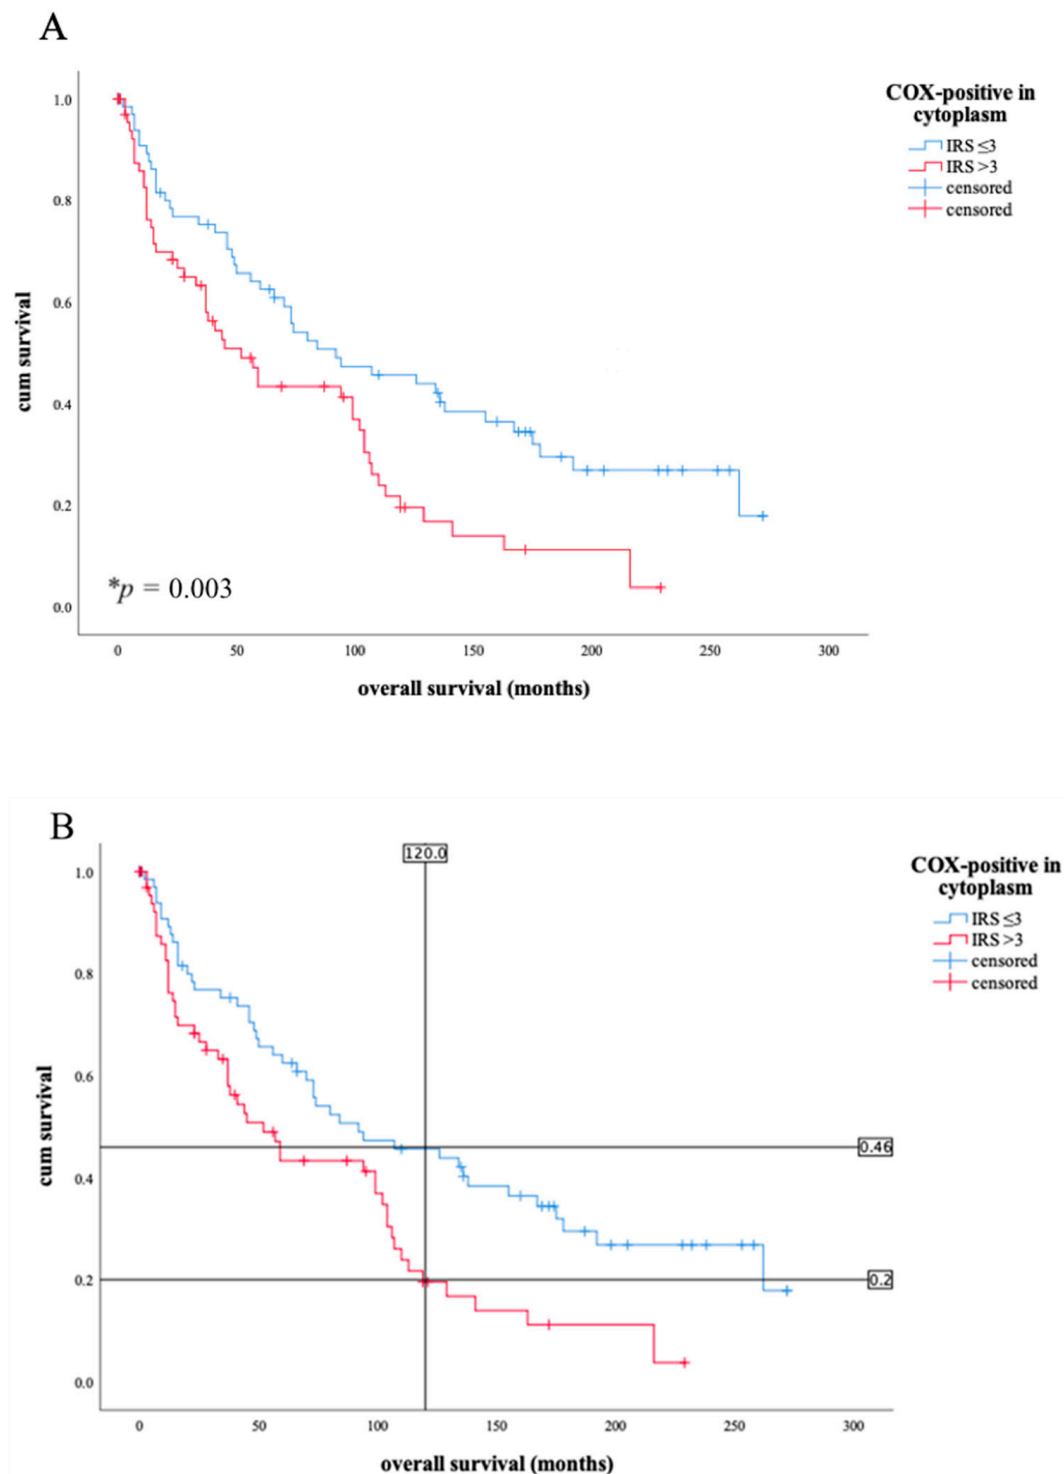 A
COX-positive in
cytoplasm
IRS ≤3
IRS >3
censored
censored
1.0
0.8
0.6
0.4
0.2
0.0
cum survival
*p = 0.003
0 50 100 150 200 250 300
overall survival (months)
B
120.0
COX-positive in
cytoplasm
IRS ≤3
IRS >3
censored
censored
1.0
0.8
0.6
0.4
0.2
0.0
cum survival
0.46
0.2
0 50 100 150 200 250 300
overall survival (months)